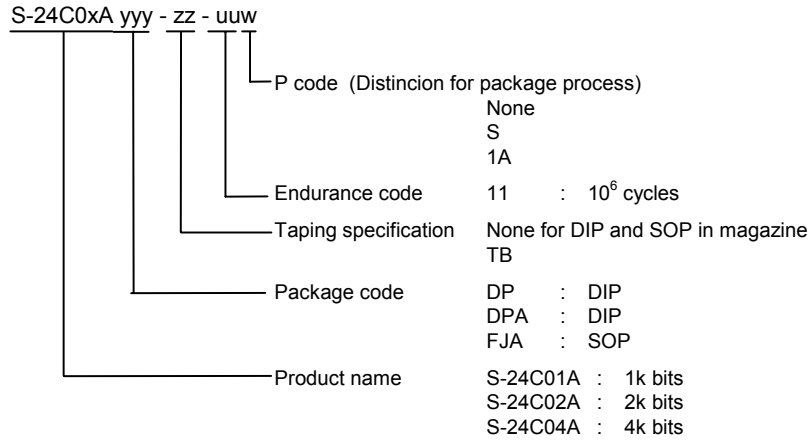 S-24C0xA yyy - zz - uuw
P code (Distincion for package process)
None
S
1A
Endurance code 11 : 10⁶ cycles
Taping specification None for DIP and SOP in magazine
TB
Package code DP : DIP
DPA : DIP
FJA : SOP
Product name S-24C01A : 1k bits
S-24C02A : 2k bits
S-24C04A : 4k bits